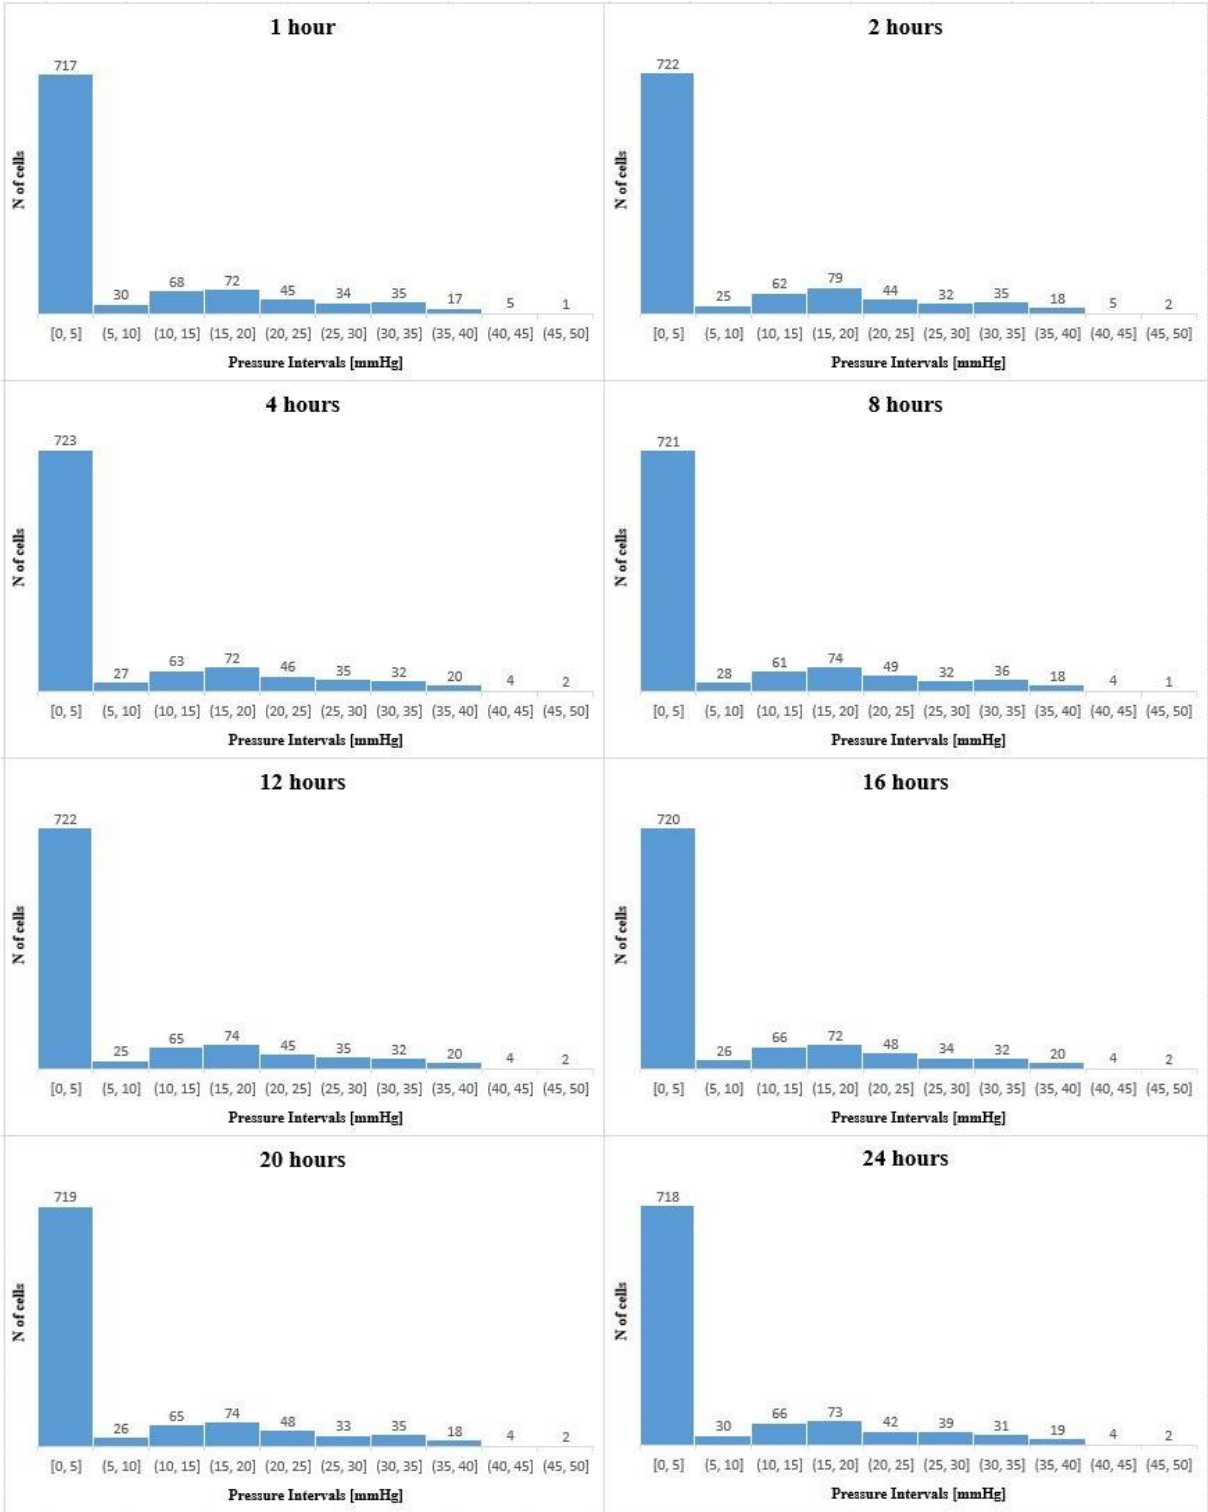 1 hour
717
30
68
72
45
34
35
17
5
1
N of cells
[0, 5] (5, 10] (10, 15] (15, 20] (20, 25] (25, 30] (30, 35] (35, 40] (40, 45] (45, 50]
Pressure Intervals [mmHg]
2 hours
722
25
62
79
44
32
35
18
5
2
N of cells
[0, 5] (5, 10] (10, 15] (15, 20] (20, 25] (25, 30] (30, 35] (35, 40] (40, 45] (45, 50]
Pressure Intervals [mmHg]
4 hours
723
27
63
72
46
35
32
20
4
2
N of cells
[0, 5] (5, 10] (10, 15] (15, 20] (20, 25] (25, 30] (30, 35] (35, 40] (40, 45] (45, 50]
Pressure Intervals [mmHg]
8 hours
721
28
61
74
49
32
36
18
4
1
N of cells
[0, 5] (5, 10] (10, 15] (15, 20] (20, 25] (25, 30] (30, 35] (35, 40] (40, 45] (45, 50]
Pressure Intervals [mmHg]
12 hours
722
25
65
74
45
35
32
20
4
2
N of cells
[0, 5] (5, 10] (10, 15] (15, 20] (20, 25] (25, 30] (30, 35] (35, 40] (40, 45] (45, 50]
Pressure Intervals [mmHg]
16 hours
720
26
66
72
48
34
32
20
4
2
N of cells
[0, 5] (5, 10] (10, 15] (15, 20] (20, 25] (25, 30] (30, 35] (35, 40] (40, 45] (45, 50]
Pressure Intervals [mmHg]
20 hours
719
26
65
74
48
33
35
18
4
2
N of cells
[0, 5] (5, 10] (10, 15] (15, 20] (20, 25] (25, 30] (30, 35] (35, 40] (40, 45] (45, 50]
Pressure Intervals [mmHg]
24 hours
718
30
66
73
42
39
31
19
4
2
N of cells
[0, 5] (5, 10] (10, 15] (15, 20] (20, 25] (25, 30] (30, 35] (35, 40] (40, 45] (45, 50]
Pressure Intervals [mmHg]